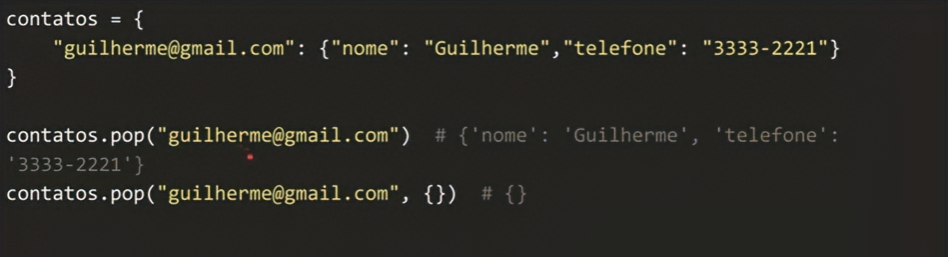 contatos = {
    "guilherme@gmail.com": {"nome": "Guilherme","telefone": "3333-2221"}
}
contatos.pop("guilherme@gmail.com")  # {'nome': 'Guilherme', 'telefone':
'3333-2221'}
contatos.pop("guilherme@gmail.com", {})  # {}